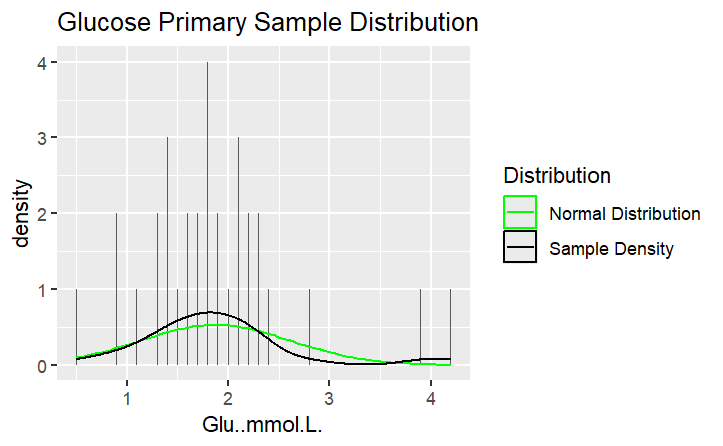 Glucose Primary Sample Distribution
density
4
3
2
1
0
1 2 3 4
Glu..mmol.L.
Distribution
Normal Distribution
Sample Density